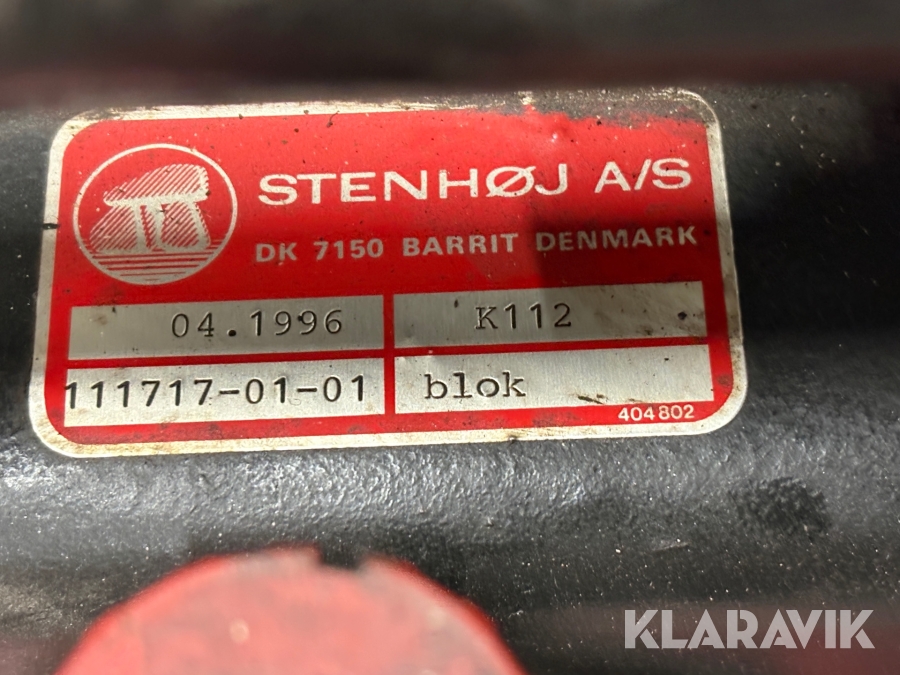 STENHØJ A/S
DK 7150 BARRIT DENMARK
04.1996 K112
111717-01-01 blok
404802
KLARAVIK